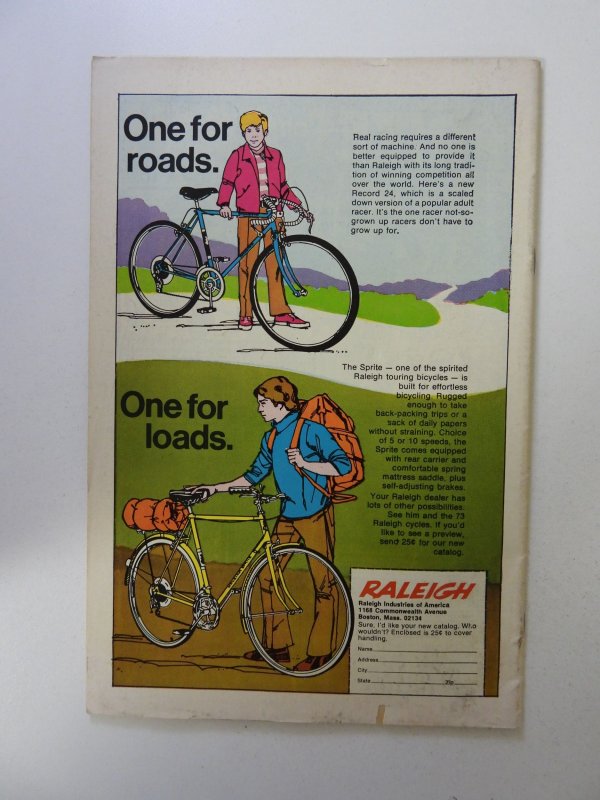 One for
roads.
Real racing requires a different
sort of machine. And no one is
better equipped to provide it
than Raleigh with its long tradi-
tion of winning competition all
over the world. Here's a new
Record 24, which is a scaled
down version of a popular adult
racer. It's the one racer not-so-
grown up racers don't have to
grow up for.
The Sprite — one of the spirited
Raleigh touring bicycles — is
built for effortless
bicycling. Rugged
enough to take
back-packing trips or a
sack of daily papers
without straining. Choice
of 5 or 10 speeds, the
Sprite comes equipped
with rear carrier and
comfortable spring
mattress saddle, plus
self-adjusting brakes.
Your Raleigh dealer has
lots of other possibilities.
See him and the '73
Raleigh cycles. If you'd
like to see a preview,
send 25¢ for our new
catalog.
One for
loads.
RALEIGH
Raleigh Industries of America
1168 Commonwealth Avenue
Boston, Mass. 02134
Sure, I'd like your new catalog. Who
wouldn't? Enclosed is 25¢ to cover
handling.
Name
Address
City
State Zip